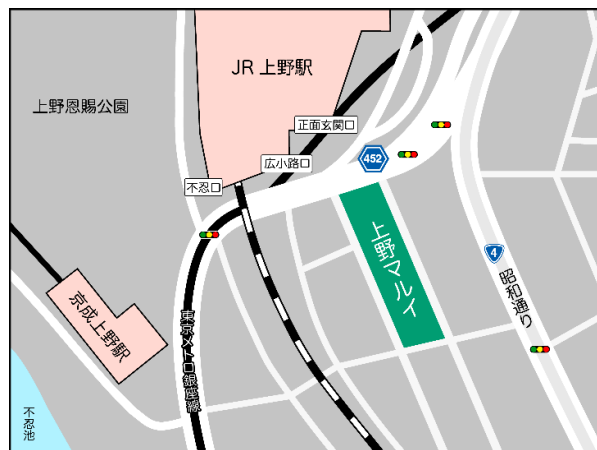 JR 上野駅
上野恩賜公園
正面玄関口
広小路口
452
不忍口
上野マルイ
4
昭和通り
京成上野駅
東京メトロ銀座線
不忍池